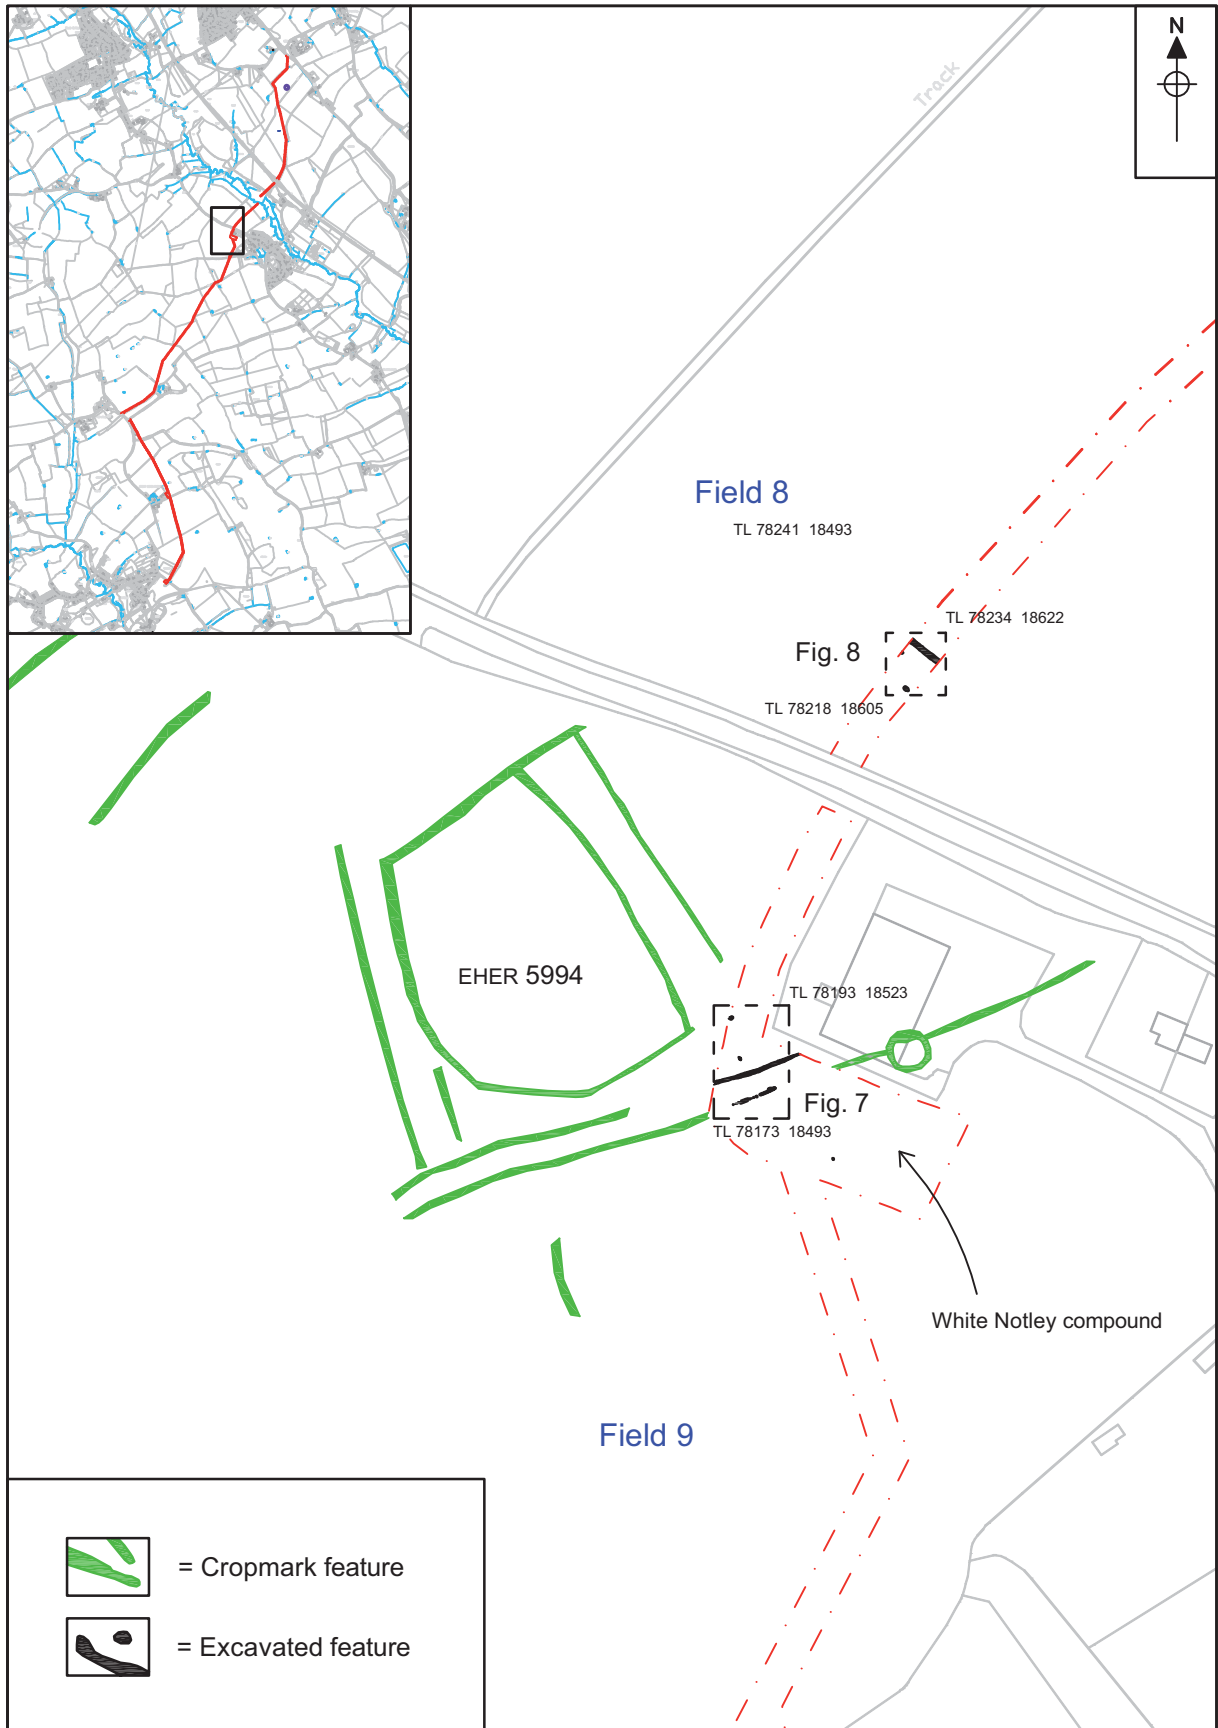 N
Track
Field 8
TL 78241 18493
TL 78234 18622
Fig. 8
TL 78218 18605
EHER 5994
TL 78193 18523
Fig. 7
TL 78173 18493
White Notley compound
Field 9
= Cropmark feature
= Excavated feature